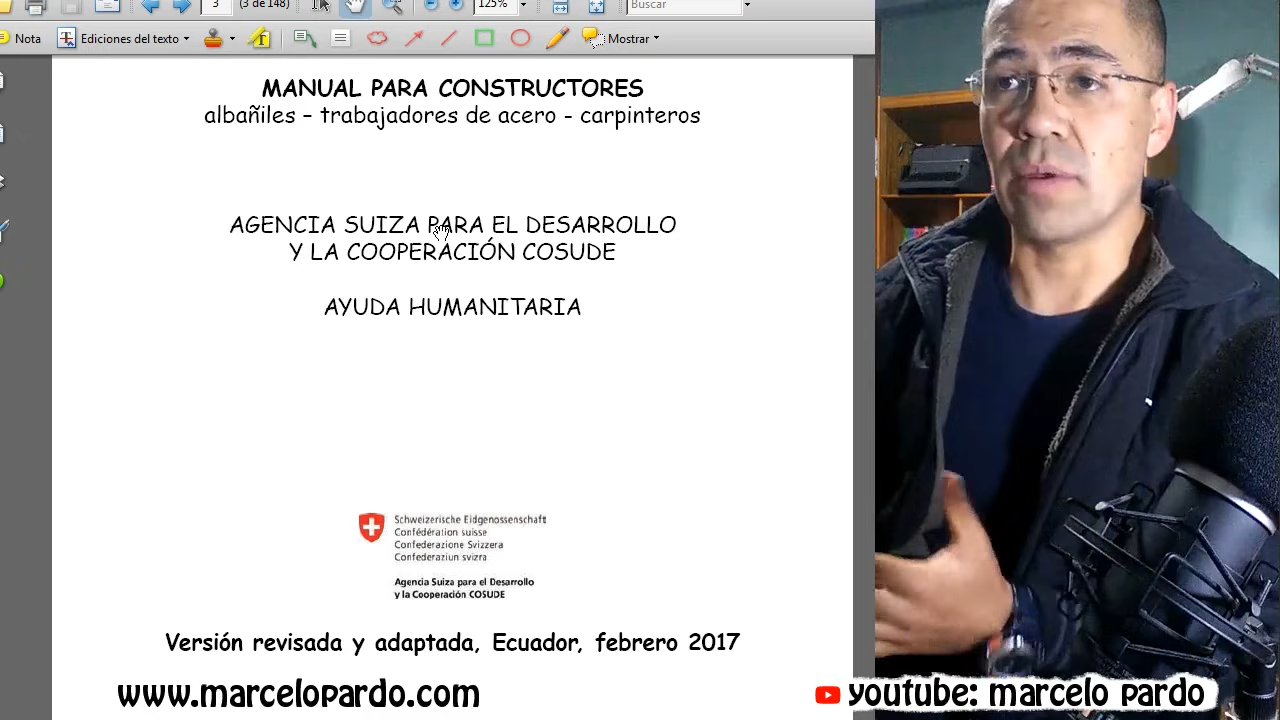 3
(3 de 148)
125%
Buscar
Nota
Ediciones del texto
Mostrar
MANUAL PARA CONSTRUCTORES
albañiles – trabajadores de acero - carpinteros
AGENCIA SUIZA PARA EL DESARROLLO
Y LA COOPERACIÓN COSUDE
AYUDA HUMANITARIA
Schweizerische Eidgenossenschaft
Confédération suisse
Confederazione Svizzera
Confederaziun svizra
Agencia Suiza para el Desarrollo
y la Cooperación COSUDE
Versión revisada y adaptada, Ecuador, febrero 2017
www.marcelopardo.com
youtube: marcelo pardo